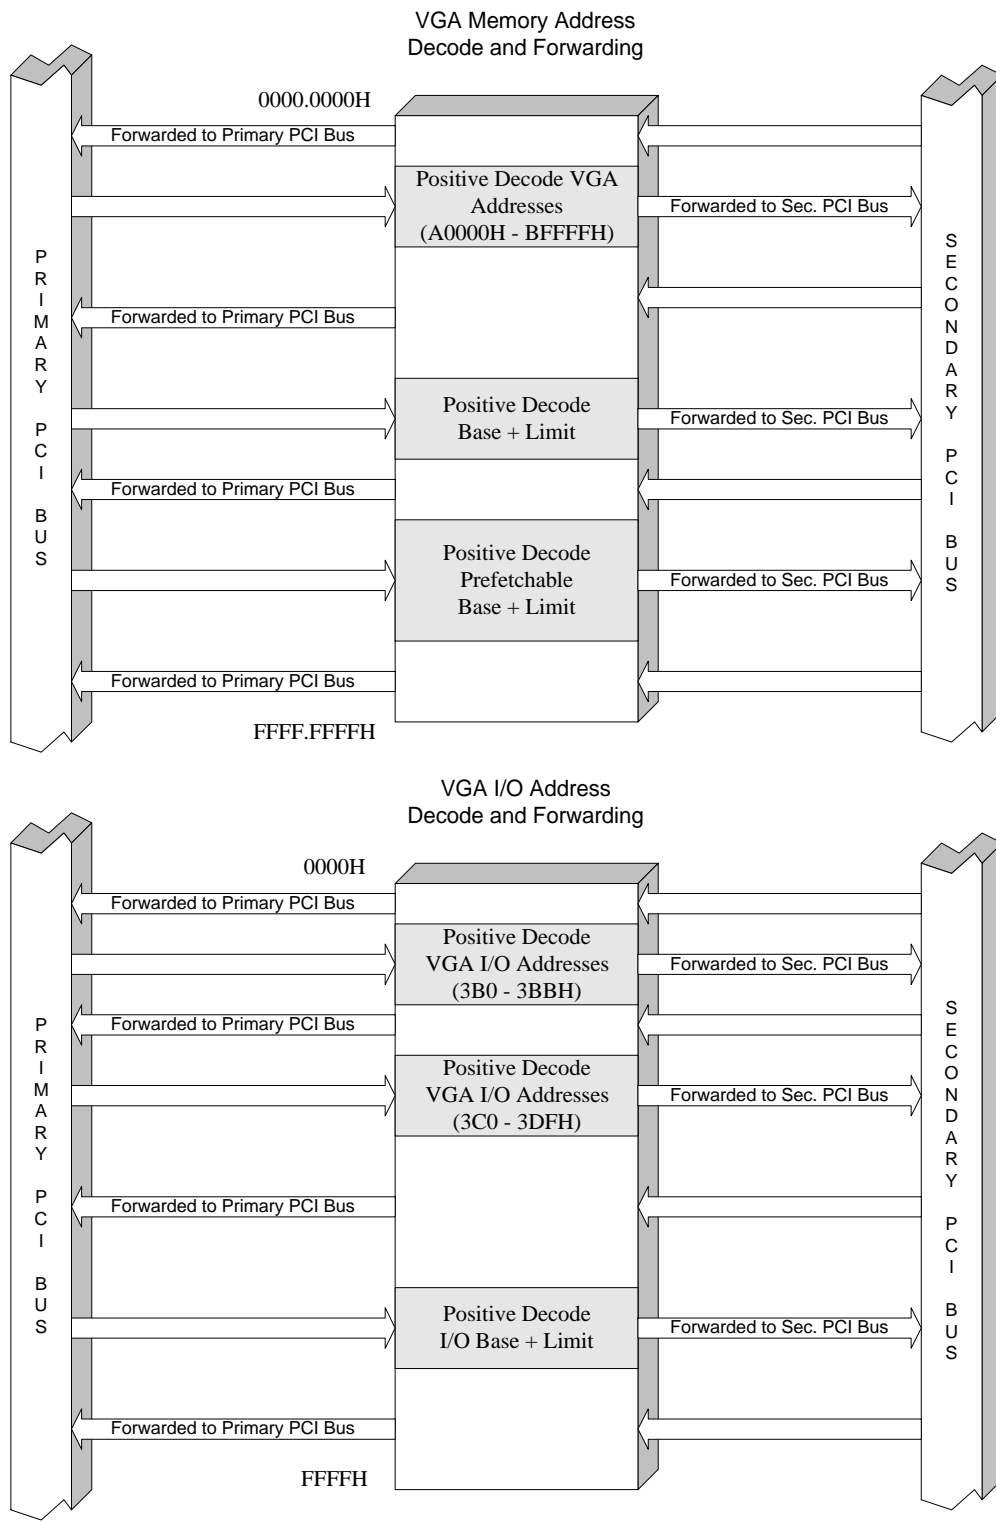 VGA Memory Address
Decode and Forwarding
0000.0000H
Forwarded to Primary PCI Bus
Positive Decode VGA
Addresses
(A0000H - BFFFFH)
Forwarded to Sec. PCI Bus
Forwarded to Primary PCI Bus
Positive Decode
Base + Limit
Forwarded to Sec. PCI Bus
Forwarded to Primary PCI Bus
Positive Decode
Prefetchable
Base + Limit
Forwarded to Sec. PCI Bus
Forwarded to Primary PCI Bus
FFFF.FFFFH
PRIMARY PCI BUS
SECONDARY PCI BUS
VGA I/O Address
Decode and Forwarding
0000H
Forwarded to Primary PCI Bus
Positive Decode
VGA I/O Addresses
(3B0 - 3BBH)
Forwarded to Sec. PCI Bus
Forwarded to Primary PCI Bus
Positive Decode
VGA I/O Addresses
(3C0 - 3DFH)
Forwarded to Sec. PCI Bus
Forwarded to Primary PCI Bus
Positive Decode
I/O Base + Limit
Forwarded to Sec. PCI Bus
Forwarded to Primary PCI Bus
FFFFH
PRIMARY PCI BUS
SECONDARY PCI BUS